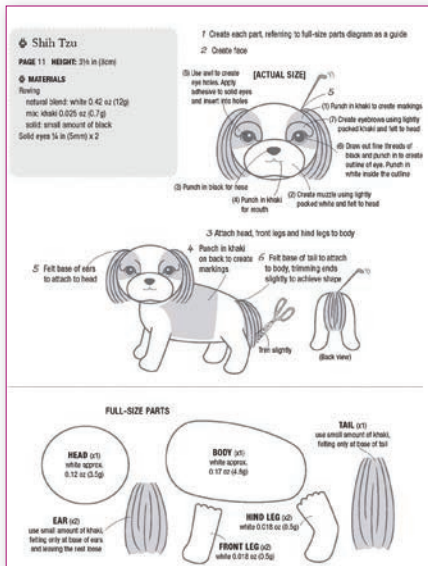 Shih Tzu
PAGE 11 HEIGHT: 3⅛ in (8cm)
MATERIALS
Roving
natural blend: white 0.42 oz (12g)
mix: khaki 0.025 oz (0.7g)
solid: small amount of black
Solid eyes ¼ in (5mm) x 2
1 Create each part, referring to full-size parts diagram as a guide
2 Create face
(5) Use awl to create
eye holes. Apply
adhesive to solid eyes
and insert into holes
[ACTUAL SIZE]
5
(1) Punch in khaki to create markings
(7) Create eyebrows using lightly
packed khaki and felt to head
(6) Draw out fine threads of
black and punch in to create
outline of eye. Punch in
white inside the outline
(3) Punch in black for nose
(4) Punch in khaki
for mouth
(2) Create muzzle using lightly
packed white and felt to head
3 Attach head, front legs and hind legs to body
4 Punch in khaki
on back to create
markings
5 Felt base of ears
to attach to head
6 Felt base of tail to attach
to body, trimming ends
slightly to achieve shape
Trim slightly
(Back view)
FULL-SIZE PARTS
HEAD (x1)
white approx.
0.12 oz (3.5g)
BODY (x1)
white approx.
TAIL (x1)
use small amount of khaki,
felting only at base of tail
EAR (x2)
use small amount of khaki,
felting only at base of ears
and leaving the rest loose
HIND LEG (x2)
white 0.018 oz (0.5g)
FRONT LEG (x2)
white 0.018 oz (0.5g)